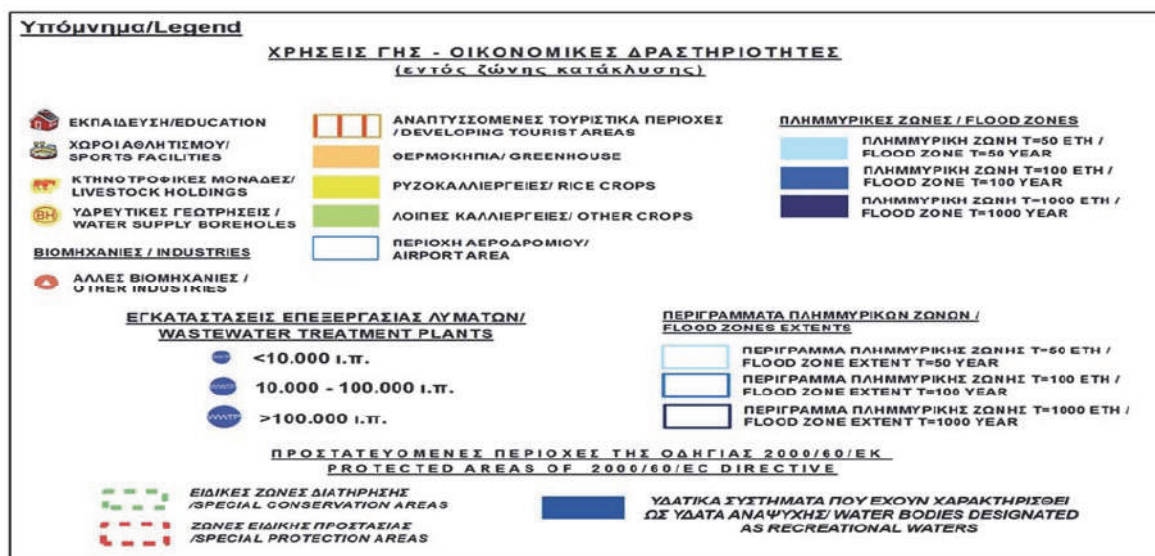 Υπόμνημα/Legend
ΧΡΗΣΕΙΣ ΓΗΣ - ΟΙΚΟΝΟΜΙΚΕΣ ΔΡΑΣΤΗΡΙΟΤΗΤΕΣ
(εντός ζώνης κατάκλυσης)
ΕΚΠΑΙΔΕΥΣΗ/EDUCATION
ΧΩΡΟΙ ΑΘΛΗΤΙΣΜΟΥ/
SPORTS FACILITIES
ΚΤΗΝΟΤΡΟΦΙΚΕΣ ΜΟΝΑΔΕΣ/
LIVESTOCK HOLDINGS
BH
ΥΔΡΕΥΤΙΚΕΣ ΓΕΩΤΡΗΣΕΙΣ /
WATER SUPPLY BOREHOLES
ΒΙΟΜΗΧΑΝΙΕΣ / INDUSTRIES
ΑΛΛΕΣ ΒΙΟΜΗΧΑΝΙΕΣ /
OTHER INDUSTRIES
ΑΝΑΠΤΥΣΣΟΜΕΝΕΣ ΤΟΥΡΙΣΤΙΚΑ ΠΕΡΙΟΧΕΣ
/DEVELOPING TOURIST AREAS
ΘΕΡΜΟΚΗΠΙΑ/ GREENHOUSE
ΡΥΖΟΚΑΛΛΙΕΡΓΕΙΕΣ/ RICE CROPS
ΛΟΙΠΕΣ ΚΑΛΛΙΕΡΓΕΙΕΣ/ OTHER CROPS
ΠΕΡΙΟΧΗ ΑΕΡΟΔΡΟΜΙΟΥ/
AIRPORT AREA
ΠΛΗΜΜΥΡΙΚΕΣ ΖΩΝΕΣ / FLOOD ZONES
ΠΛΗΜΜΥΡΙΚΗ ΖΩΝΗ T=50 ΕΤΗ /
FLOOD ZONE T=50 YEAR
ΠΛΗΜΜΥΡΙΚΗ ΖΩΝΗ T=100 ΕΤΗ /
FLOOD ZONE T=100 YEAR
ΠΛΗΜΜΥΡΙΚΗ ΖΩΝΗ T=1000 ΕΤΗ /
FLOOD ZONE T=1000 YEAR
ΕΓΚΑΤΑΣΤΑΣΕΙΣ ΕΠΕΞΕΡΓΑΣΙΑΣ ΛΥΜΑΤΩΝ/
WASTEWATER TREATMENT PLANTS
<10.000 ι.π.
10.000 - 100.000 ι.π.
WWTP
>100.000 ι.π.
ΠΕΡΙΓΡΑΜΜΑΤΑ ΠΛΗΜΜΥΡΙΚΩΝ ΖΩΝΩΝ /
FLOOD ZONES EXTENTS
ΠΕΡΙΓΡΑΜΜΑ ΠΛΗΜΜΥΡΙΚΗΣ ΖΩΝΗΣ T=50 ΕΤΗ /
FLOOD ZONE EXTENT T=50 YEAR
ΠΕΡΙΓΡΑΜΜΑ ΠΛΗΜΜΥΡΙΚΗΣ ΖΩΝΗΣ T=100 ΕΤΗ /
FLOOD ZONE EXTENT T=100 YEAR
ΠΕΡΙΓΡΑΜΜΑ ΠΛΗΜΜΥΡΙΚΗΣ ΖΩΝΗΣ T=1000 ΕΤΗ /
FLOOD ZONE EXTENT T=1000 YEAR
ΠΡΟΣΤΑΤΕΥΟΜΕΝΕΣ ΠΕΡΙΟΧΕΣ ΤΗΣ ΟΔΗΓΙΑΣ 2000/60/ΕΚ
PROTECTED AREAS OF 2000/60/EC DIRECTIVE
ΕΙΔΙΚΕΣ ΖΩΝΕΣ ΔΙΑΤΗΡΗΣΗΣ
/SPECIAL CONSERVATION AREAS
ΖΩΝΕΣ ΕΙΔΙΚΗΣ ΠΡΟΣΤΑΣΙΑΣ
/SPECIAL PROTECTION AREAS
ΥΔΑΤΙΚΑ ΣΥΣΤΗΜΑΤΑ ΠΟΥ ΕΧΟΥΝ ΧΑΡΑΚΤΗΡΙΣΘΕΙ
ΩΣ ΥΔΑΤΑ ΑΝΑΨΥΧΗΣ/ WATER BODIES DESIGNATED
AS RECREATIONAL WATERS